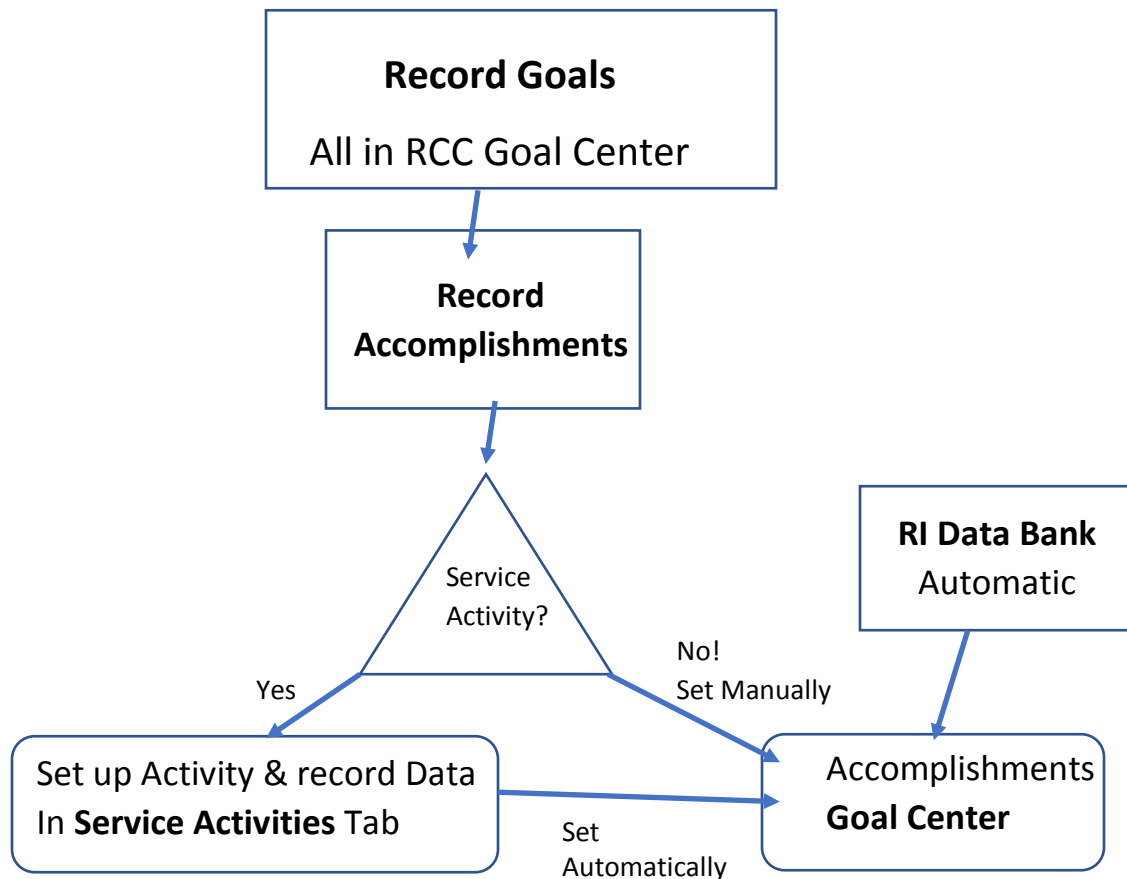 Record Goals
All in RCC Goal Center
Record
Accomplishments
Service
Activity?
RI Data Bank
Automatic
Yes
No!
Set Manually
Set up Activity & record Data
In Service Activities Tab
Set
Automatically
Accomplishments
Goal Center